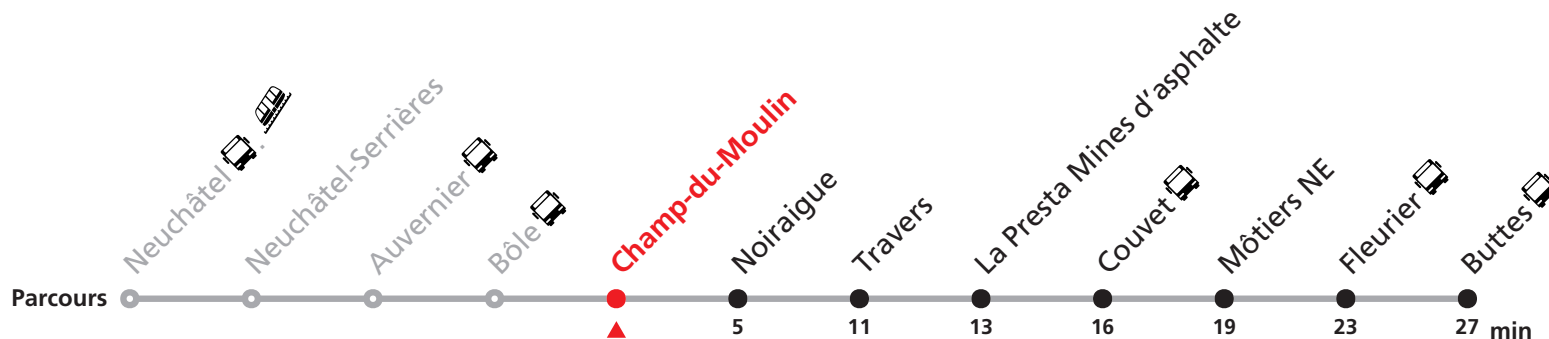 Neuchâtel
Neuchâtel-Serrières
Auvernier
Bôle
Champ-du-Moulin
Noiraigue
Travers
La Presta Mines d'asphalte
Couvet
Môtiers NE
Fleurier
Buttes
Parcours
5 11 13 16 19 23 27 min